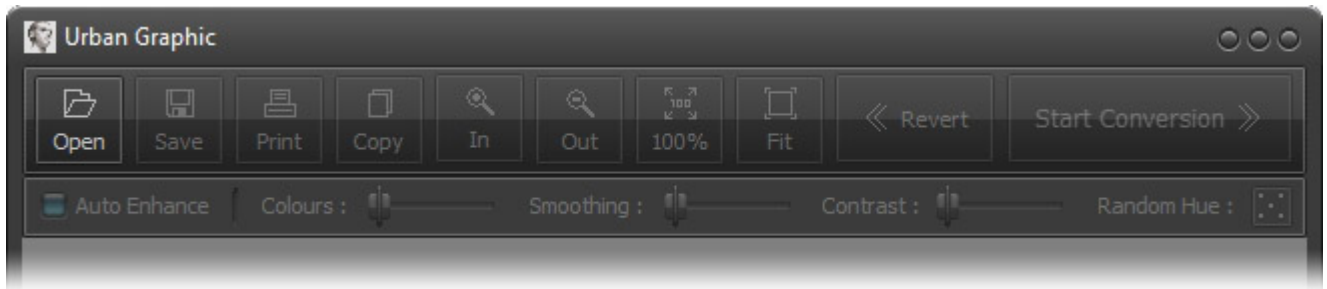 Urban Graphic
Open Save Print Copy In Out 100 100% Fit Revert Start Conversion
Auto Enhance Colours : Smoothing : Contrast : Random Hue :